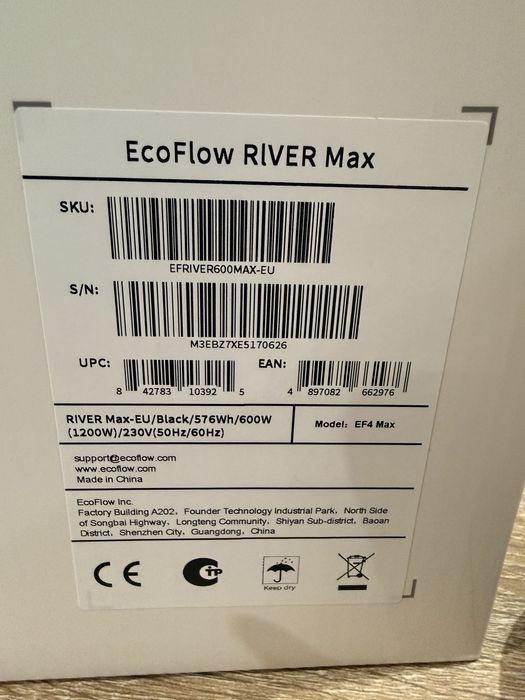 EcoFlow RIVER Max
SKU:
EFRIVER600MAX-EU
S/N:
M3EBZ7XE5170626
UPC:
8 42783 10392 5
EAN:
4 897082 662976
RIVER Max-EU/Black/576Wh/600W
(1200W)/230V(50Hz/60Hz)
Model: EF4 Max
support@ecoflow.com
www.ecoflow.com
Made in China
EcoFlow Inc.
Factory Building A202, Founder Technology Industrial Park, North Side
of Songbai Highway, Longteng Community, Shiyan Sub-district, Baoan
District, Shenzhen City, Guangdong, China
CE
Keep dry